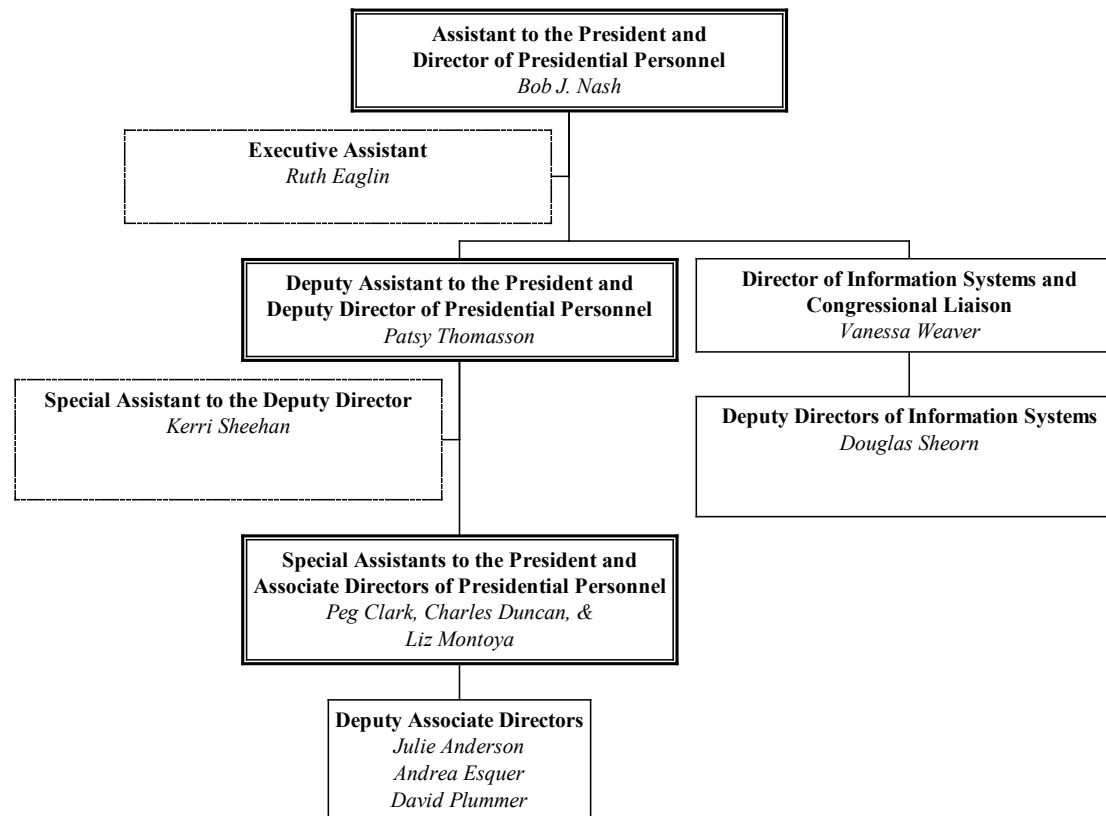 Assistant to the President and
Director of Presidential Personnel
Bob J. Nash
Executive Assistant
Ruth Eaglin
Deputy Assistant to the President and
Deputy Director of Presidential Personnel
Patsy Thomasson
Director of Information Systems and
Congressional Liaison
Vanessa Weaver
Special Assistant to the Deputy Director
Kerri Sheehan
Deputy Directors of Information Systems
Douglas Sheorn
Special Assistants to the President and
Associate Directors of Presidential Personnel
Peg Clark, Charles Duncan, &
Liz Montoya
Deputy Associate Directors
Julie Anderson
Andrea Esquer
David Plummer